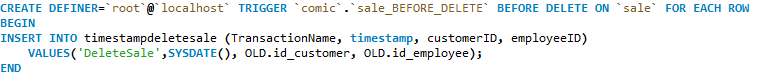 CREATE DEFINER=`root`@`localhost` TRIGGER `comic`.`sale_BEFORE_DELETE` BEFORE DELETE ON `sale` FOR EACH ROW
BEGIN
INSERT INTO timestampdeletesale (TransactionName, timestamp, customerID, employeeID)
VALUES('DeleteSale',SYSDATE(), OLD.id_customer, OLD.id_employee);
END